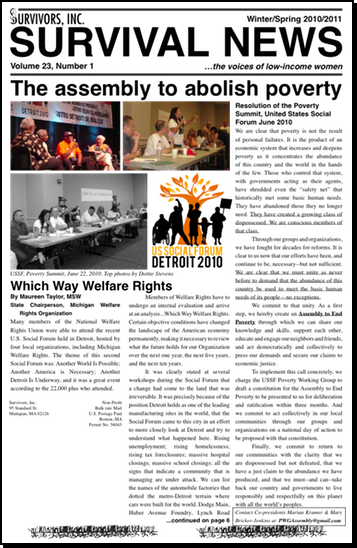 SURVIVORS, INC.
Winter/Spring 2010/2011
SURVIVAL NEWS
Volume 23, Number 1
...the voices of low-income women
The assembly to abolish poverty
US SOCIAL FORUM
DETROIT 2010
USSF, Poverty Summit, June 22, 2010. Top photos by Dottie Stevens
Which Way Welfare Rights
By Maureen Taylor, MSW
State Chairperson, Michigan Welfare
Rights Organization
Many members of the National Welfare
Rights Union were able to attend the recent
U.S. Social Forum held in Detroit, hosted by
four local organizations, including Michigan
Welfare Rights. The theme of this second
Social Forum was: Another World Is Possible;
Another America is Necessary; Another
Detroit Is Underway, and it was a great event
according to the 22,000 plus who attended.
Survivors, Inc.
95 Standard St.
Mattapan, MA 02126
Non-Profit
Bulk rate Mail
U.S. Postage Paid
Boston, MA
Permit No. 59045
Members of Welfare Rights have to
undergo an internal evaluation and arrive
at an analysis...Which Way Welfare Rights.
Certain objective conditions have changed
the landscape of the American economy
permanently, making it necessary to review
what the future holds for our Organization
over the next one year, the next five years,
and the next ten years.
It was clearly stated at several
workshops during the Social Forum that
a change had come to the land that was
irreversible. It was precisely because of the
position Detroit holds as one of the leading
manufacturing sites in the world, that the
Social Forum came to this city in an effort
to more closely look at Detroit and try to
understand what happened here. Rising
unemployment; rising homelessness;
rising tax foreclosures; massive hospital
closings; massive school closings, all the
signs that indicate a community that is
managing are under attack. We can list
the names of the automobile factories that
dotted the metro-Detroit terrain where
cars were built for the world. Dodge Main,
Huber Avenue Foundry, Lynch Road
...continued on page 6
Resolution of the Poverty
Summit, United States Social
Forum June 2010
We are clear that poverty is not the result
of personal failures. It is the product of an
economic system that increases and deepens
poverty as it concentrates the abundance
of this country and the world in the hands
of the few. Those who control that system,
with governments acting as their agents,
have shredded even the "safety net" that
historically met some basic human needs.
They have abandoned those they no longer
need. They have created a growing class of
dispossessed. We are conscious members of
that class.
Through our groups and organizations,
we have fought for decades for reforms. It is
clear to us now that our efforts have been, and
continue to be, necessary—but not sufficient.
We are clear that we must unite as never
before to demand that the abundance of this
country be used to meet the basic human
needs of its people—no exceptions.
We commit to that unity. As a first
step, we hereby create an Assembly to End
Poverty through which we can share our
knowledge and skills, support each other,
educate and engage our neighbors and friends,
and act democratically and collectively to
press our demands and secure our claims to
economic justice.
To implement this call concretely, we
charge the USSF Poverty Working Group to
draft a constitution for the Assembly to End
Poverty to be presented to us for deliberation
and ratification within three months. And
we commit to act collectively in our local
communities through our groups and
organizations on a national day of action to
be proposed with that constitution.
Finally, we commit to return to
our communities with the clarity that we
are dispossessed but not defeated, that we
have a just claim to the abundance we have
produced, and that we must—and can—take
back our country and governments to live
responsibly and respectfully on this planet
with all the world's peoples.
Contact Co-presidents Marian Kramer & Mary
Bricker-Jenkins at PWGAssembly@gmail.com